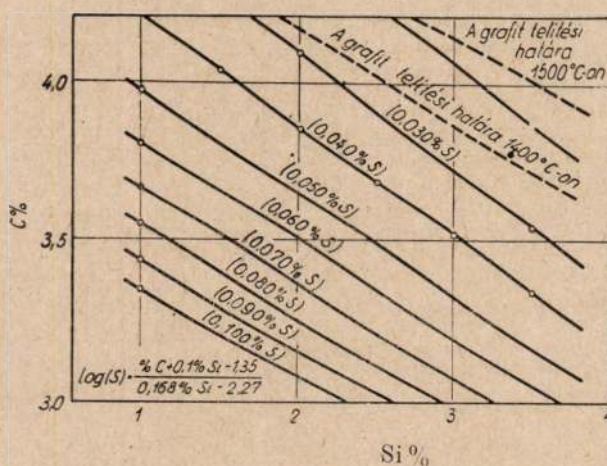 A grafit telitési
határa
1500°C-on
A grafit telitési határa 1400°C-on
4,0
(0,030% S)
(0,040% S)
(0,050% S)
(0,060% S)
3,5
C%
(0,070% S)
(0,080% S)
(0,090% S)
(0,100% S)
log(S)= % C+0,1% Si -1.35
0,168% Si - 2.27
3,0
1
2
3
4
Si %